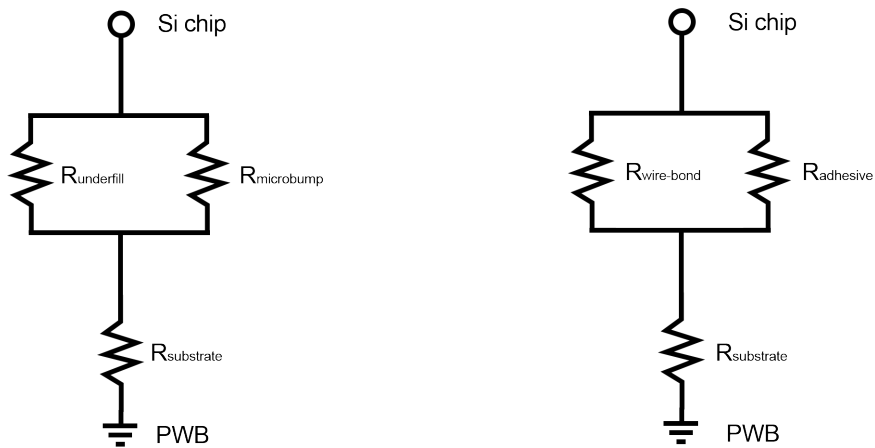 Si chip
Runderfill
Rmicrobump
Rsubstrate
PWB
Si chip
Rwire-bond
Radhesive
Rsubstrate
PWB